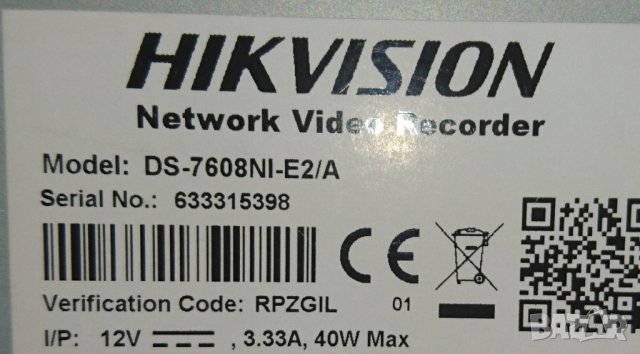 HIKVISION
Network Video Recorder
Model: DS-7608NI-E2/A
Serial No.: 633315398
CE
Verification Code: RPZGIL 01
I/P: 12V , 3.33A, 40W Max